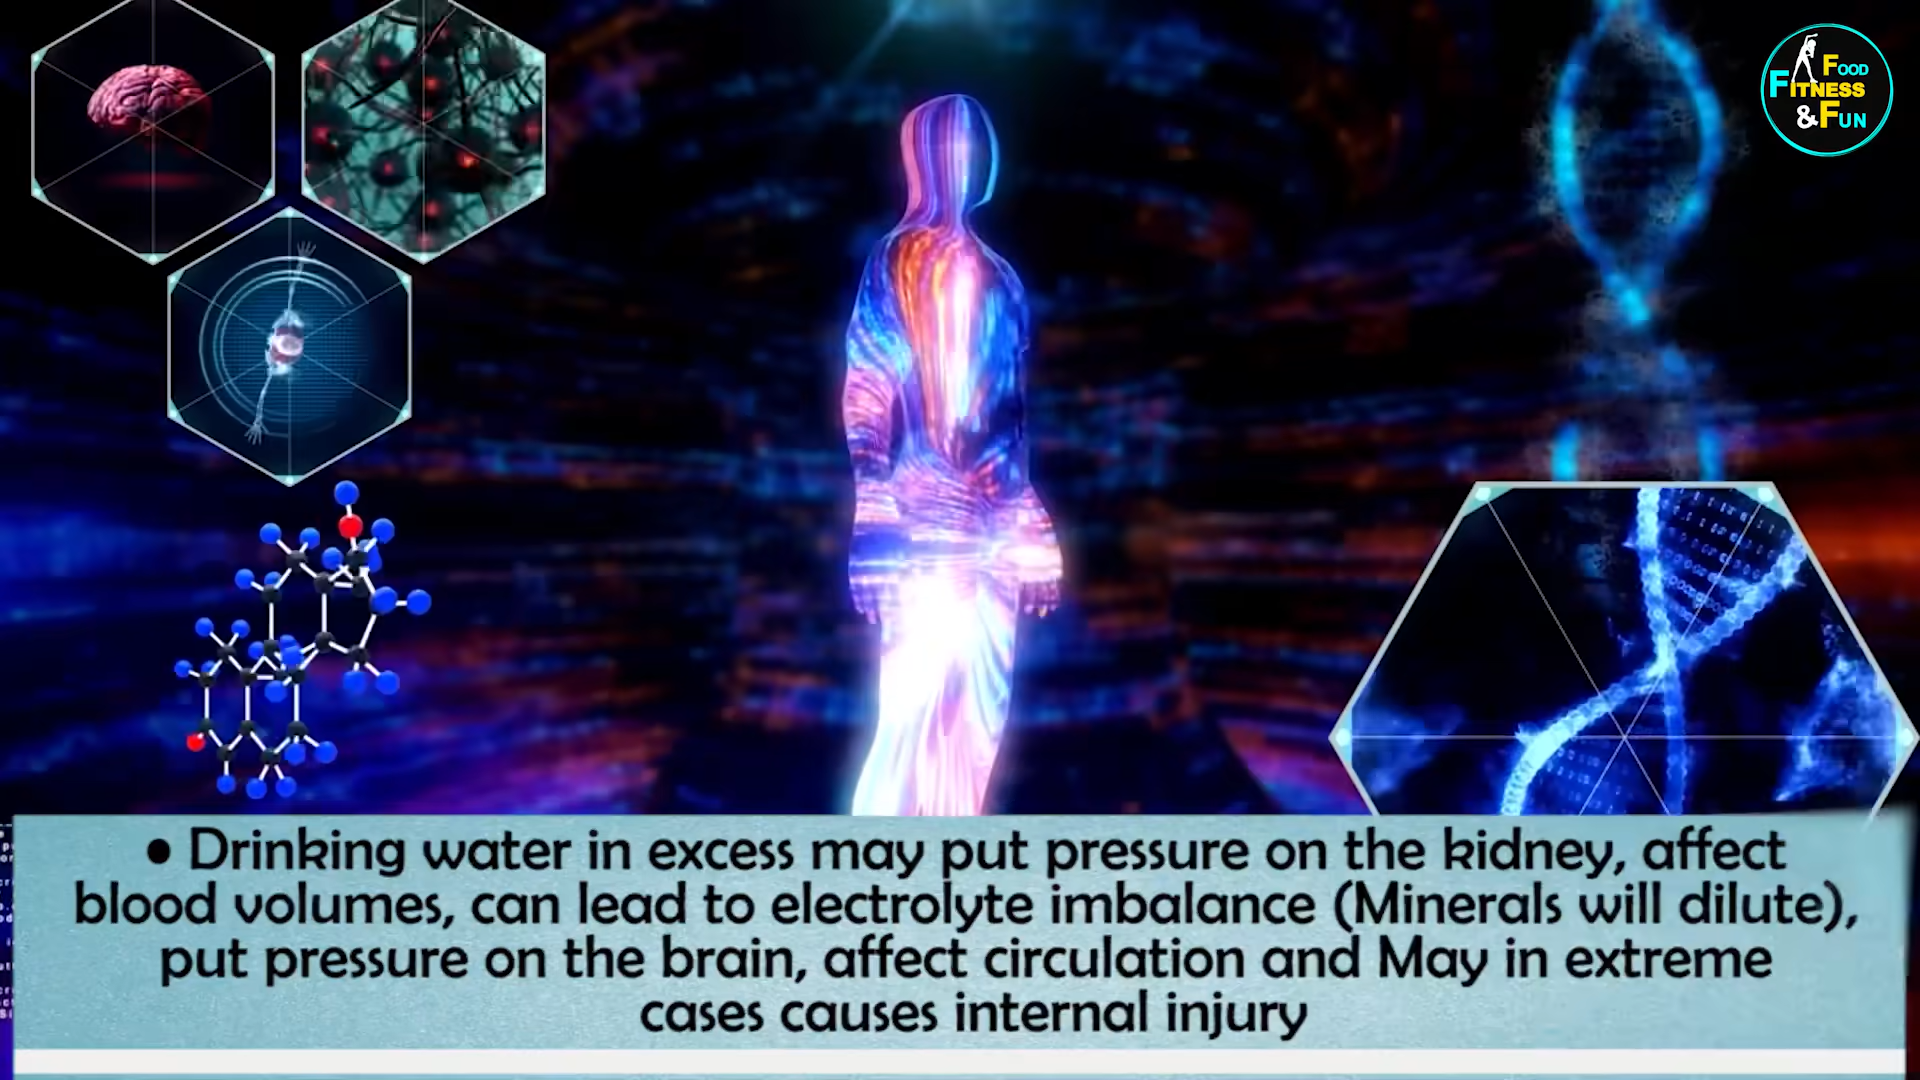 FOOD
FITNESS
&FUN
• Drinking water in excess may put pressure on the kidney, affect
blood volumes, can lead to electrolyte imbalance (Minerals will dilute),
put pressure on the brain, affect circulation and May in extreme
cases causes internal injury